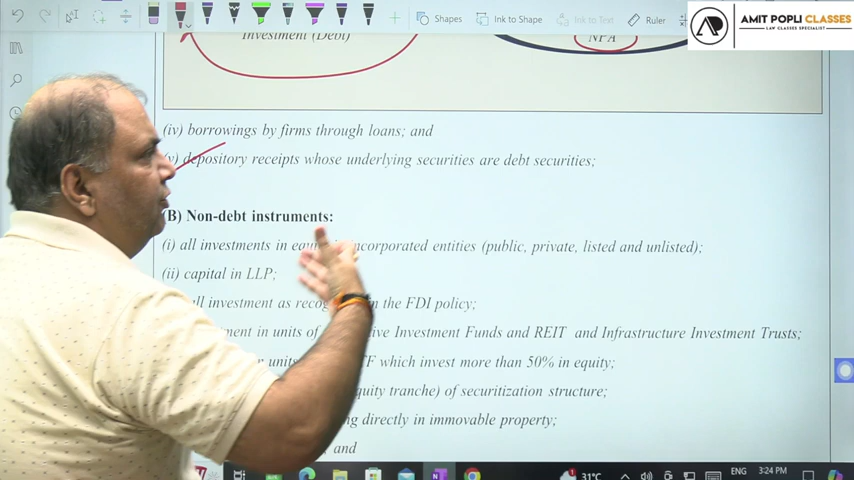 Shapes Ink to Shape Ink to Text Ruler
AMIT POPLI CLASSES
LAW CLASSES SPECIALIST
Investment (Debt)
NPA
(iv) borrowings by firms through loans; and
(v) depository receipts whose underlying securities are debt securities;
(B) Non-debt instruments:
(i) all investments in incorporated entities (public, private, listed and unlisted);
(ii) capital in LLP;
all investment as in the FDI policy;
in units of Investment Funds and REIT and Infrastructure Investment Trusts;
units which invest more than 50% in equity;
tranche) of securitization structure;
directly in immovable property;
and
31°C ENG 3:24 PM